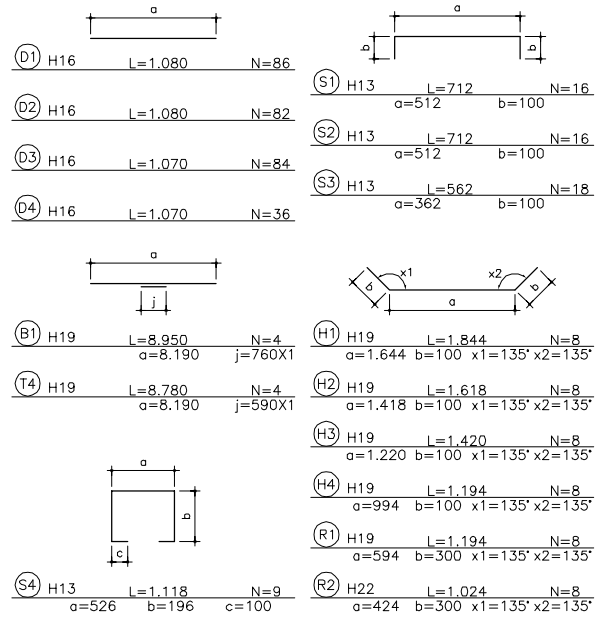 a
D1 H16 L=1.080 N=86
D2 H16 L=1.080 N=82
D3 H16 L=1.070 N=84
D4 H16 L=1.070 N=36
a
j
B1 H19 L=8.950 N=4
a=8.190 j=760X1
T4 H19 L=8.780 N=4
a=8.190 j=590X1
a
b
c
S4 H13 L=1.118 N=9
a=526 b=196 c=100
a
b b
S1 H13 L=712 N=16
a=512 b=100
S2 H13 L=712 N=16
a=512 b=100
S3 H13 L=562 N=18
a=362 b=100
x1 x2
b a b
H1 H19 L=1.844 N=8
a=1.644 b=100 x1=135° x2=135°
H2 H19 L=1.618 N=8
a=1.418 b=100 x1=135° x2=135°
H3 H19 L=1.420 N=8
a=1.220 b=100 x1=135° x2=135°
H4 H19 L=1.194 N=8
a=994 b=100 x1=135° x2=135°
R1 H19 L=1.194 N=8
a=594 b=300 x1=135° x2=135°
R2 H22 L=1.024 N=8
a=424 b=300 x1=135° x2=135°